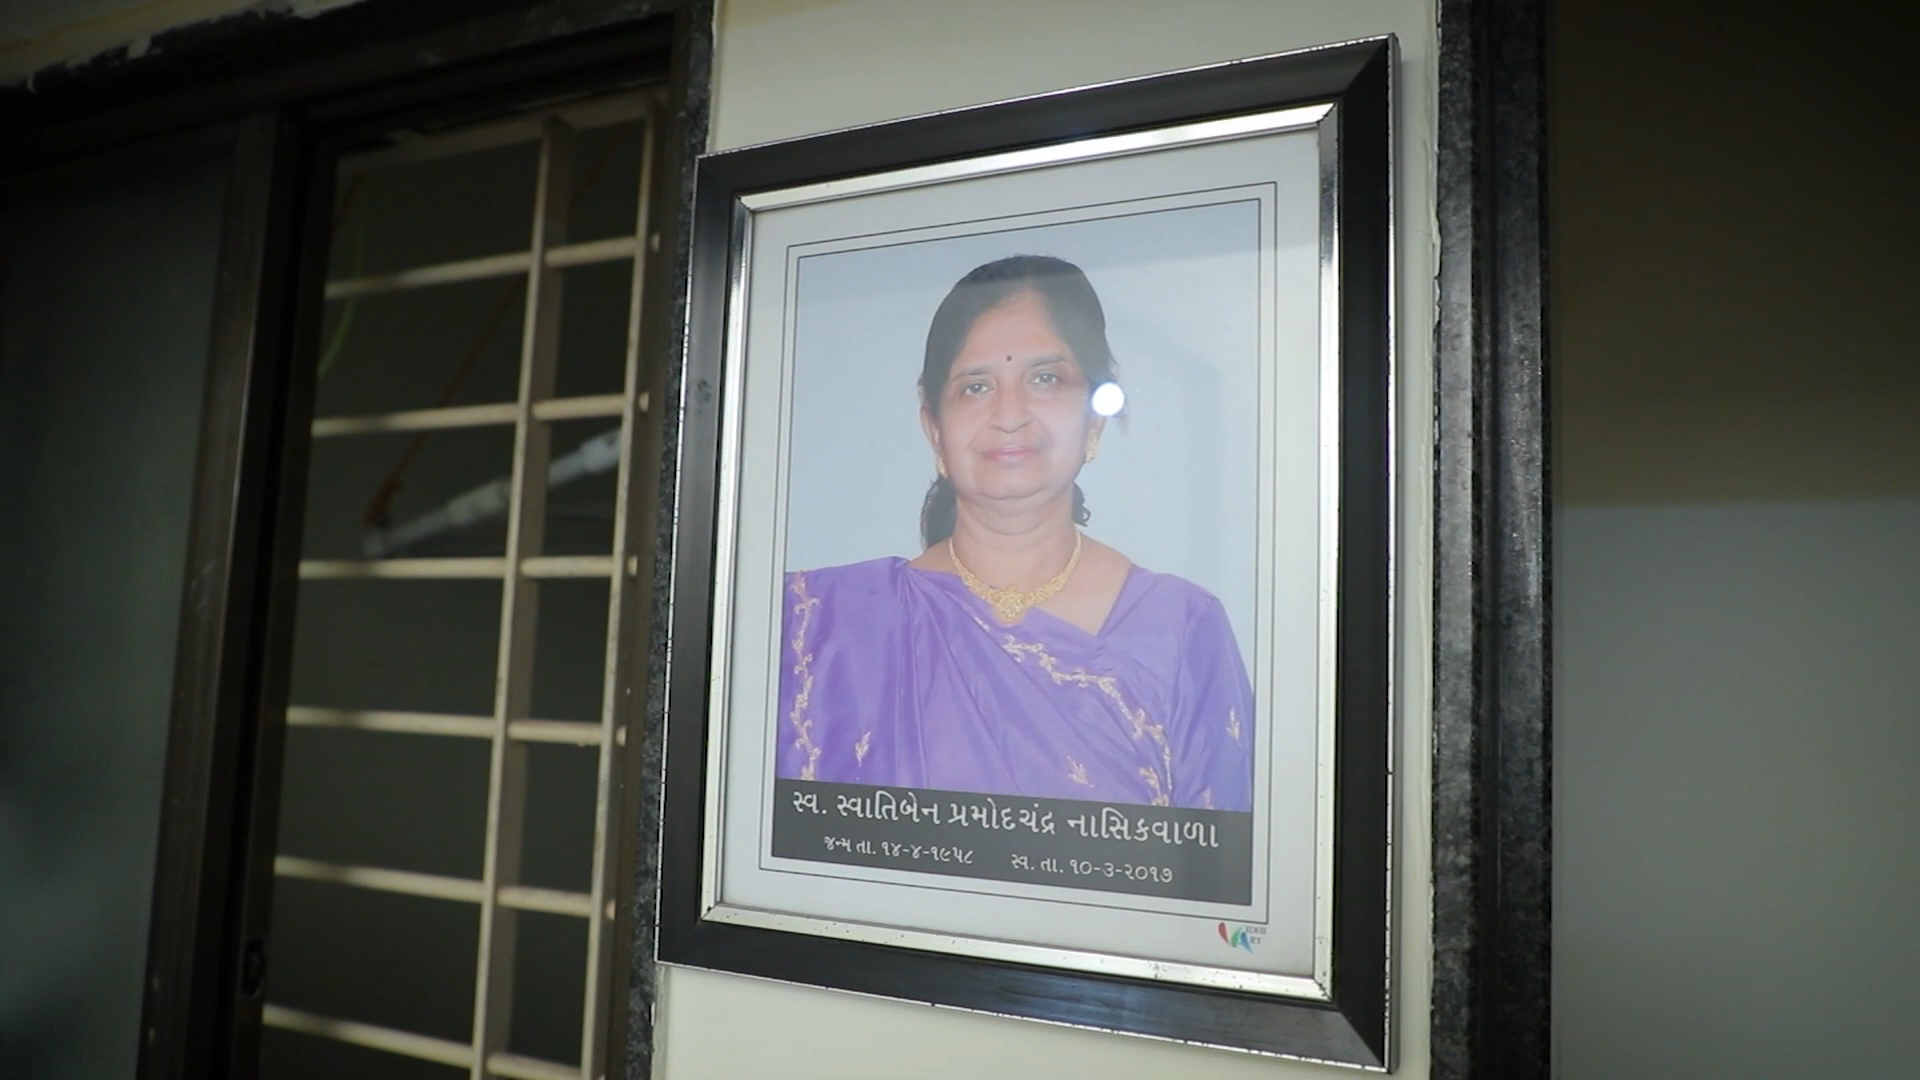 સ્વ. સ્વાતિબેન પ્રમોદચંદ્ર નાસિકવાળા
જન્મ તા. ૧૪-૪-૧૯૫૮ સ્વ. તા. ૧૦-૩-૨૦૧૭